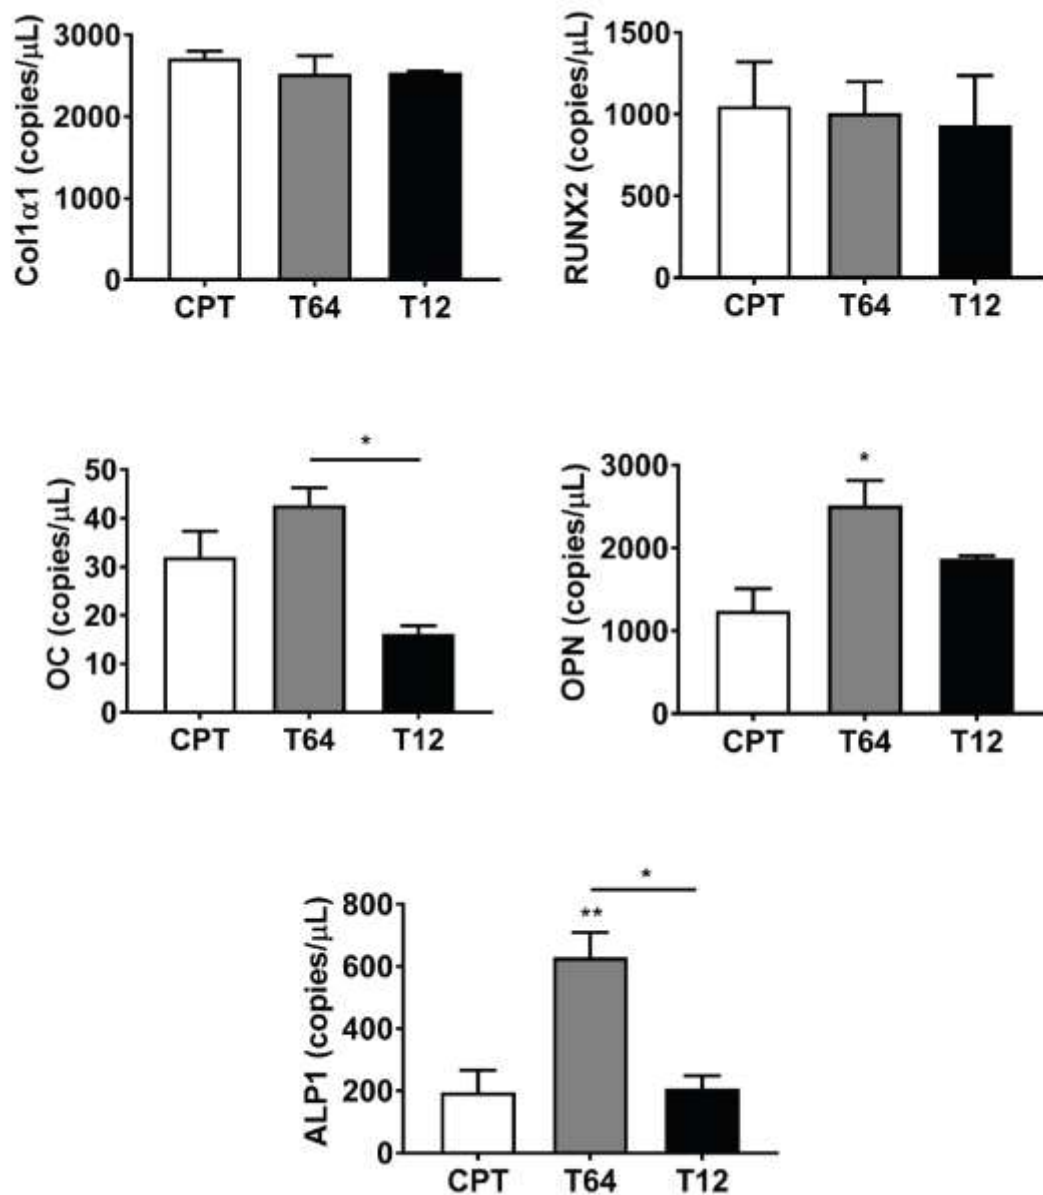 Col1α1 (copies/μL)
3000
2000
1000
0
CPT T64 T12
RUNX2 (copies/μL)
1500
1000
500
0
CPT T64 T12
OC (copies/μL)
50
40
30
20
10
0
*
CPT T64 T12
OPN (copies/μL)
3000
2000
1000
0
*
CPT T64 T12
ALP1 (copies/μL)
800
600
400
200
0
*
**
CPT T64 T12